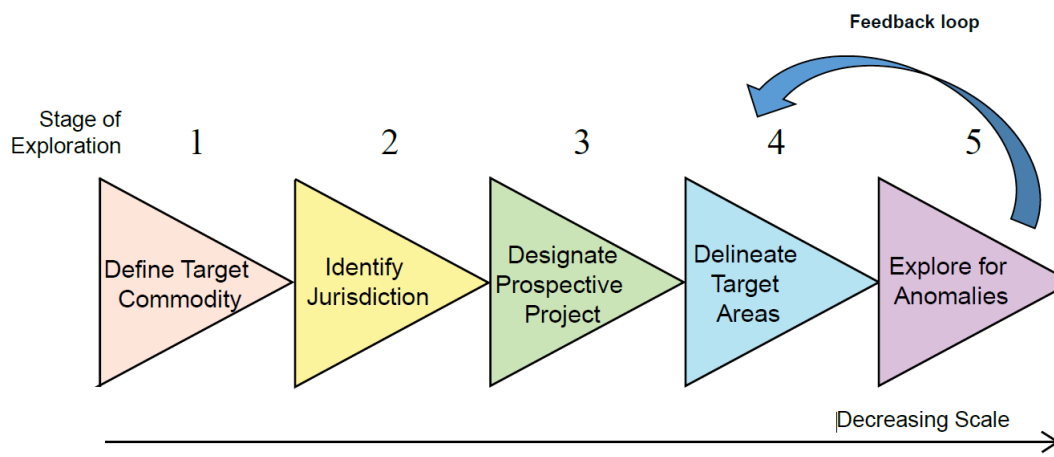 Feedback loop
Stage of
Exploration
1
2
3
4
5
Define Target
Commodity
Identify
Jurisdiction
Designate
Prospective
Project
Delineate
Target
Areas
Explore for
Anomalies
Decreasing Scale